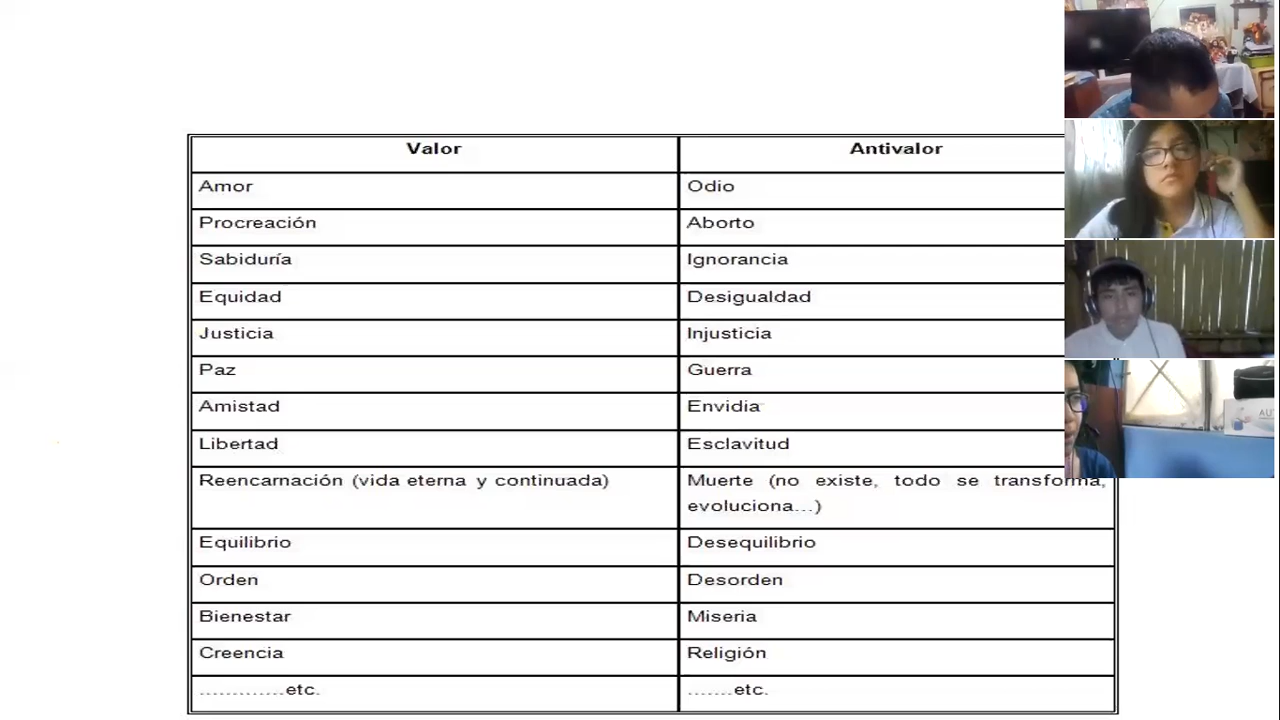 Valor Antivalor
Amor Odio
Procreación Aborto
Sabiduría Ignorancia
Equidad Desigualdad
Justicia Injusticia
Paz Guerra
Amistad Envidia
Libertad Esclavitud
Reencarnación (vida eterna y continuada) Muerte (no existe, todo se transforma,
evoluciona...)
Equilibrio Desequilibrio
Orden Desorden
Bienestar Miseria
Creencia Religión
.............etc. .......etc.
AU